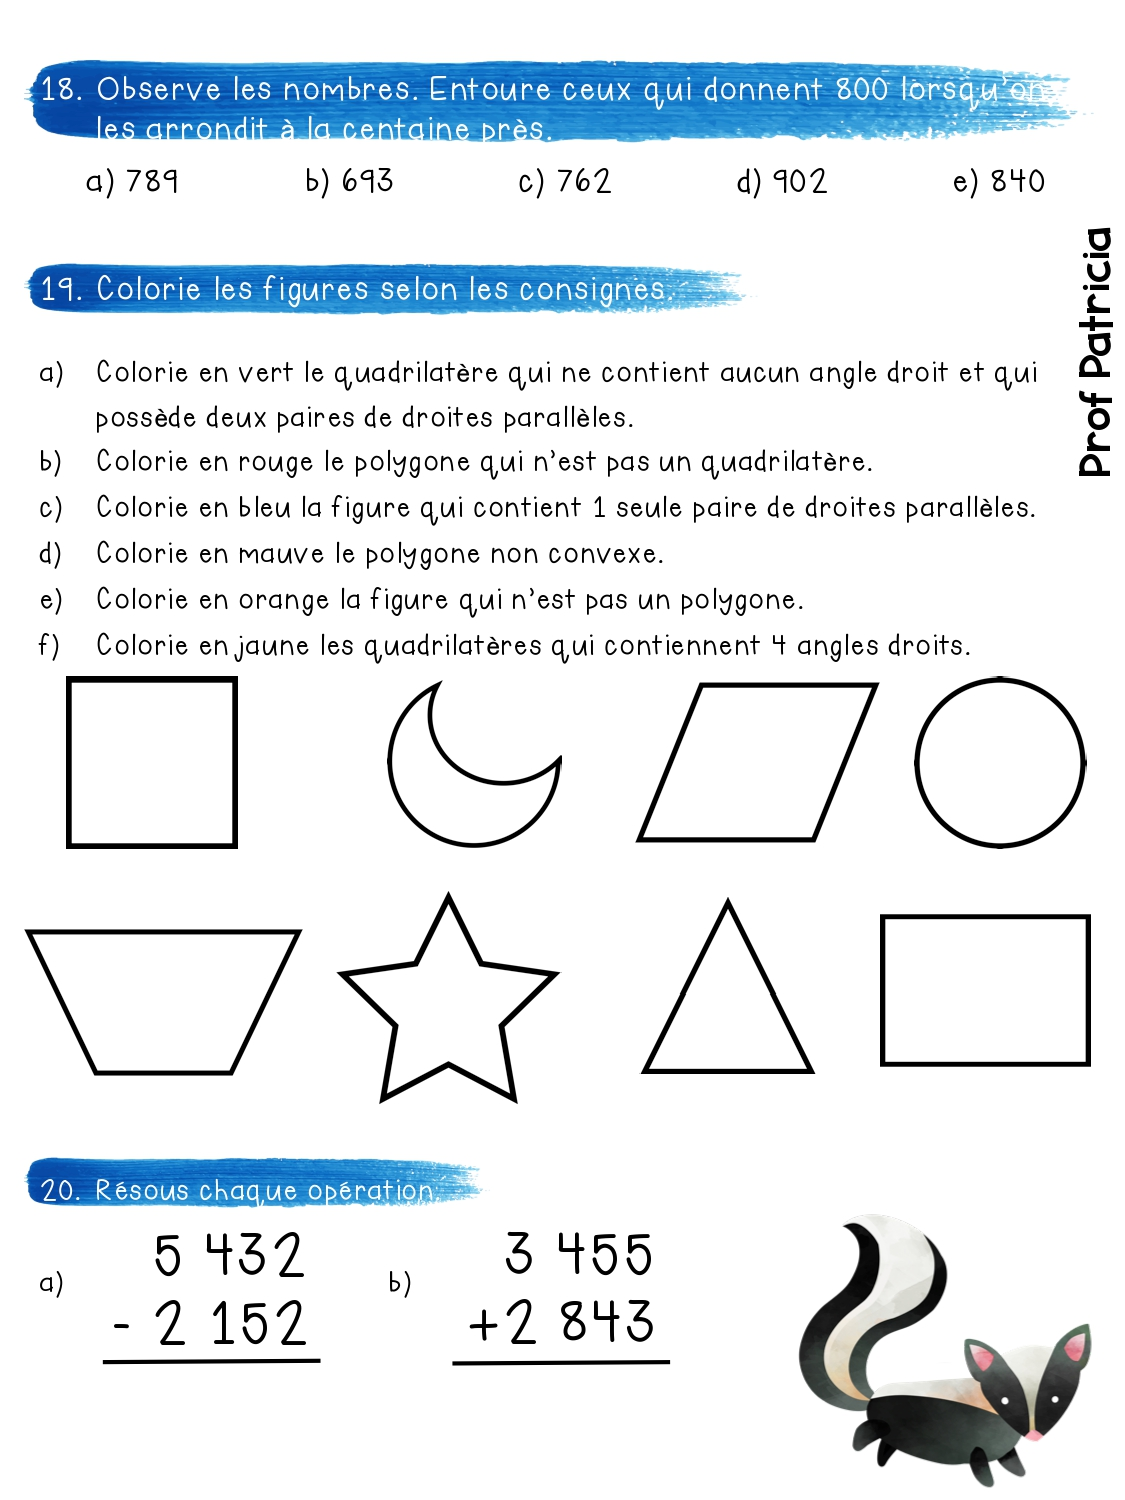 18. Observe les nombres. Entoure ceux qui donnent 800 lorsqu'on
les arrondit à la centaine près.
a) 789 b) 693 c) 762 d) 902 e) 840
Prof Patricia
19. Colorie les figures selon les consignes.
a) Colorie en vert le quadrilatère qui ne contient aucun angle droit et qui
possède deux paires de droites parallèles.
b) Colorie en rouge le polygone qui n'est pas un quadrilatère.
c) Colorie en bleu la figure qui contient 1 seule paire de droites parallèles.
d) Colorie en mauve le polygone non convexe.
e) Colorie en orange la figure qui n'est pas un polygone.
f) Colorie en jaune les quadrilatères qui contiennent 4 angles droits.
20. Résous chaque opération.
a)
5 432
- 2 152
b)
3 455
+2 843